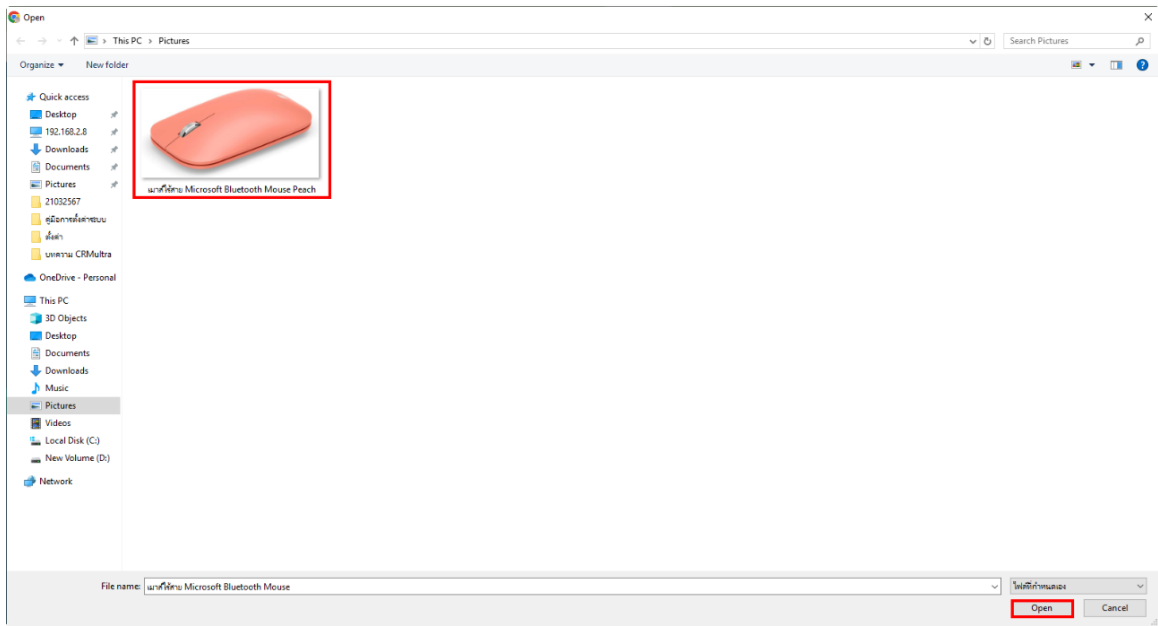 Open
This PC > Pictures
Search Pictures
Organize
New folder
Quick access
Desktop
192.168.2.8
Downloads
Documents
Pictures
21032567
คู่มือการตั้งค่าระบบ
ตั้งค่า
บทความ CRMultra
OneDrive - Personal
This PC
3D Objects
Desktop
Documents
Downloads
Music
Pictures
Videos
Local Disk (C:)
New Volume (D:)
Network
เมาส์ไร้สาย Microsoft Bluetooth Mouse Peach
File name: เมาส์ไร้สาย Microsoft Bluetooth Mouse
ไฟล์ที่กำหนดเอง
Open
Cancel